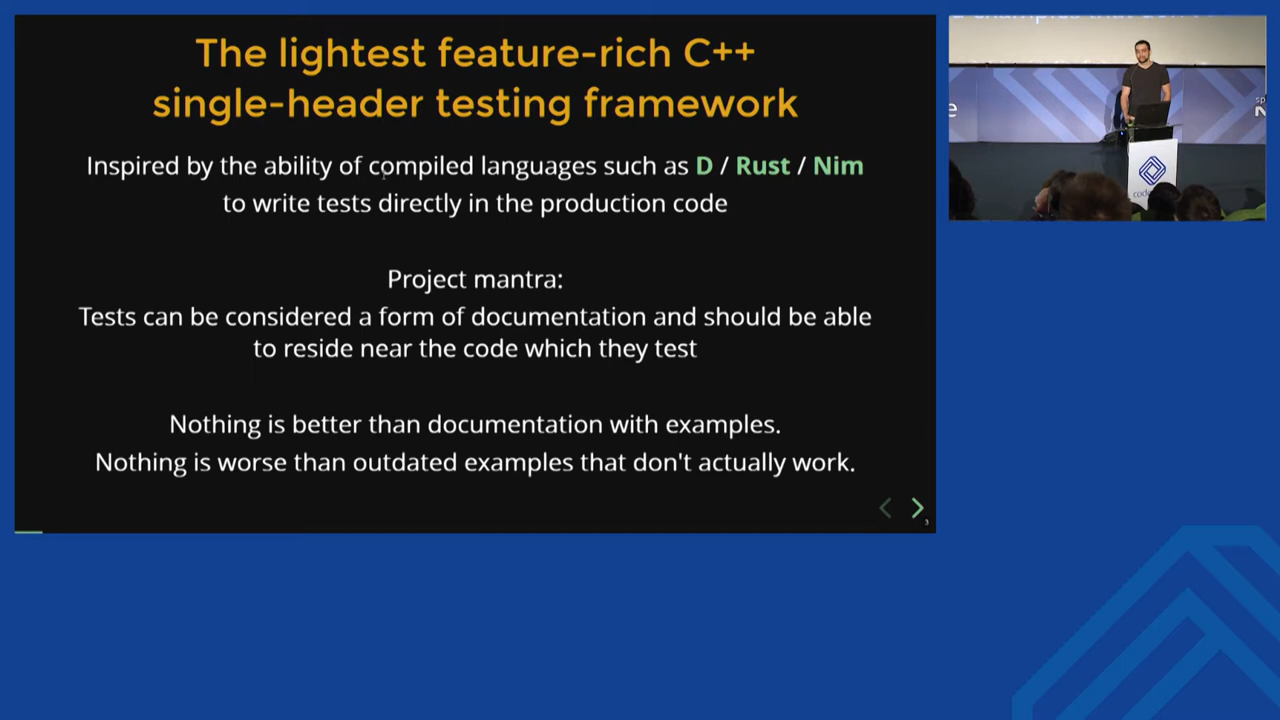 The lightest feature-rich C++
single-header testing framework
Inspired by the ability of compiled languages such as D / Rust / Nim
to write tests directly in the production code
Project mantra:
Tests can be considered a form of documentation and should be able
to reside near the code which they test
Nothing is better than documentation with examples.
Nothing is worse than outdated examples that don't actually work.
3